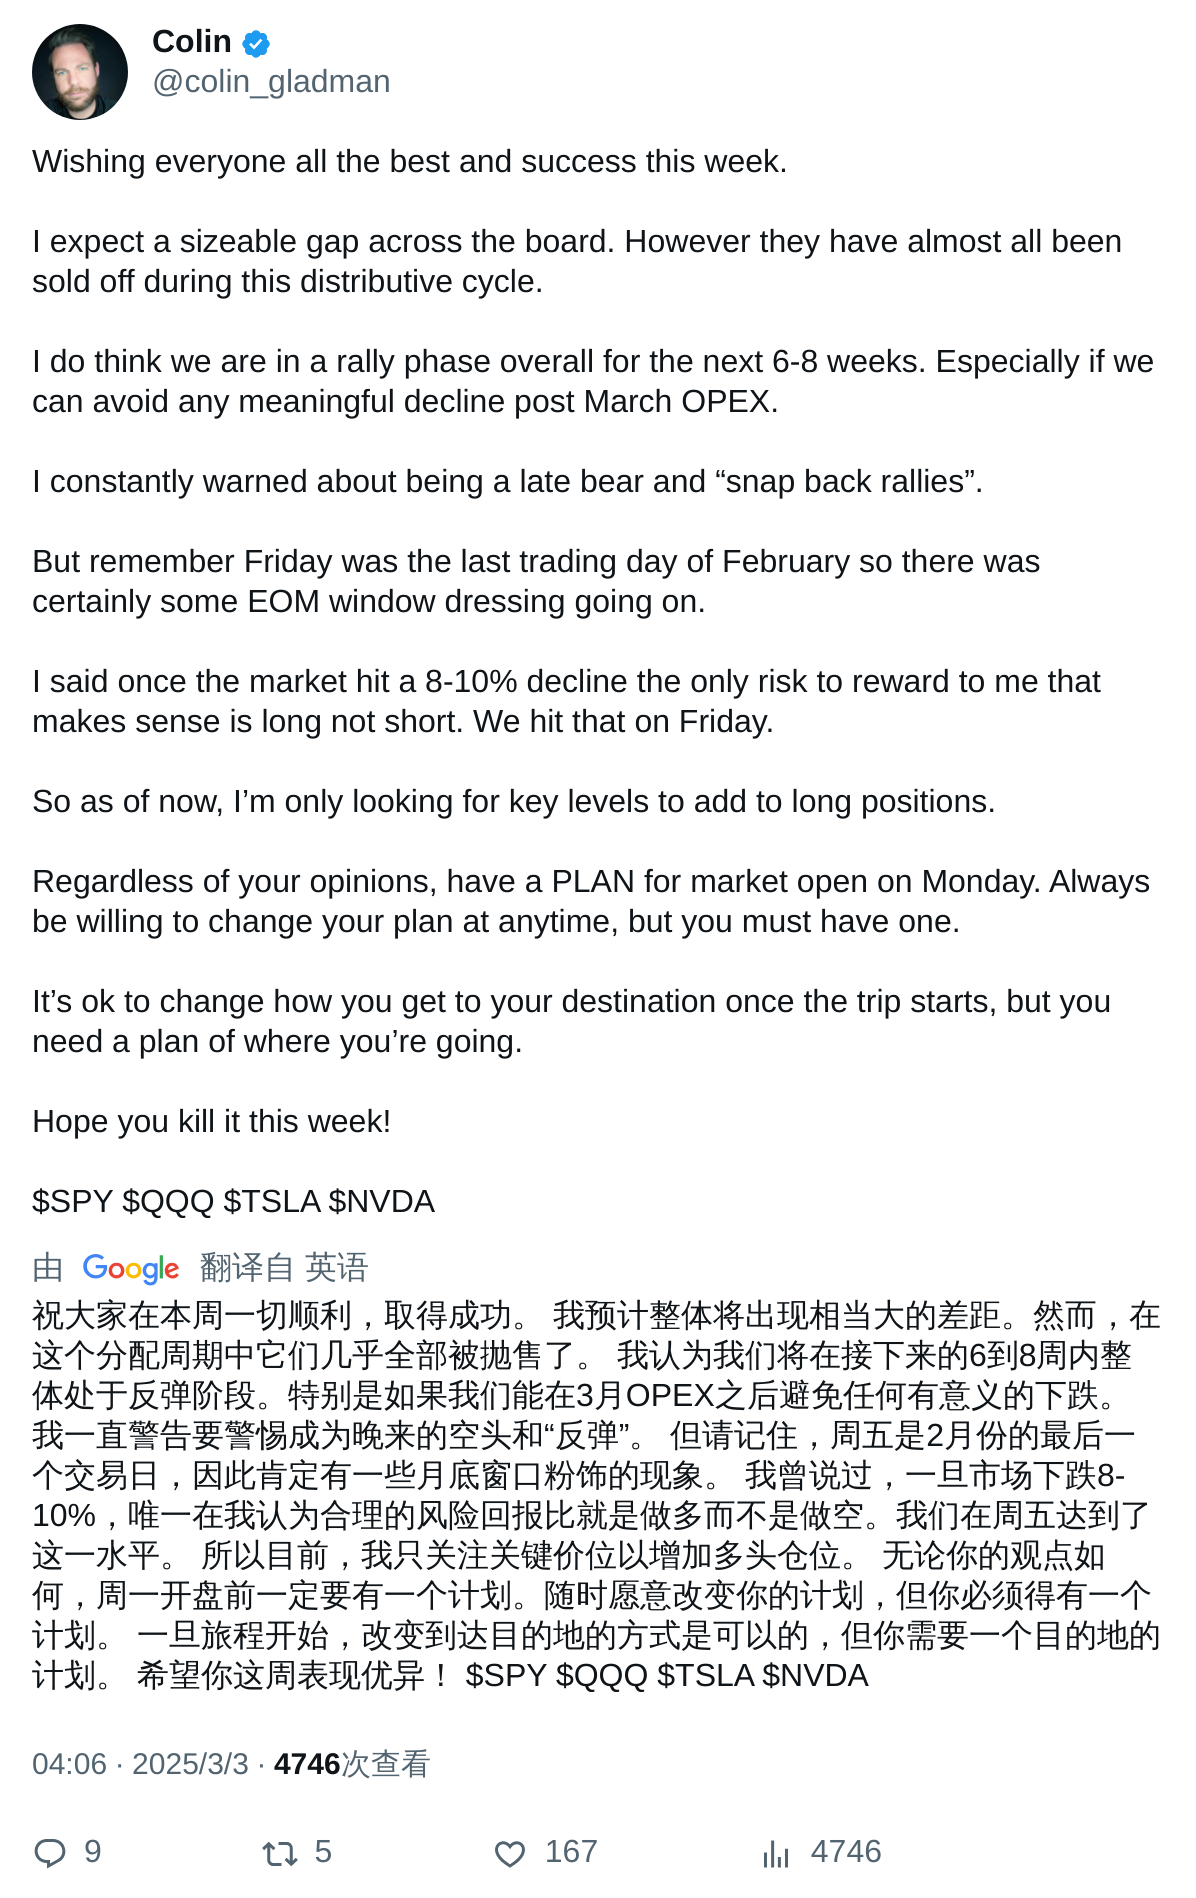 Colin
@colin_gladman
Wishing everyone all the best and success this week.
I expect a sizeable gap across the board. However they have almost all been
sold off during this distributive cycle.
I do think we are in a rally phase overall for the next 6-8 weeks. Especially if we
can avoid any meaningful decline post March OPEX.
I constantly warned about being a late bear and “snap back rallies”.
But remember Friday was the last trading day of February so there was
certainly some EOM window dressing going on.
I said once the market hit a 8-10% decline the only risk to reward to me that
makes sense is long not short. We hit that on Friday.
So as of now, I’m only looking for key levels to add to long positions.
Regardless of your opinions, have a PLAN for market open on Monday. Always
be willing to change your plan at anytime, but you must have one.
It’s ok to change how you get to your destination once the trip starts, but you
need a plan of where you’re going.
Hope you kill it this week!
$SPY $QQQ $TSLA $NVDA
由 Google 翻译自 英语
祝大家在本周一切顺利，取得成功。 我预计整体将出现相当大的差距。然而，在
这个分配周期中它们几乎全部被抛售了。 我认为我们将在接下来的6到8周内整
体处于反弹阶段。特别是如果我们能在3月OPEX之后避免任何有意义的下跌。
我一直警告要警惕成为晚来的空头和“反弹”。 但请记住，周五是2月份的最后一
个交易日，因此肯定有一些月底窗口粉饰的现象。 我曾说过，一旦市场下跌8-
10%，唯一在我认为合理的风险回报比就是做多而不是做空。我们在周五达到了
这一水平。 所以目前，我只关注关键价位以增加多头仓位。 无论你的观点如
何，周一开盘前一定要有一个计划。随时愿意改变你的计划，但你必须得有一个
计划。 一旦旅程开始，改变到达目的地的方式是可以的，但你需要一个目的地的
计划。 希望你这周表现优异！ $SPY $QQQ $TSLA $NVDA
04:06 · 2025/3/3 · 4746次查看
9 5 167 4746